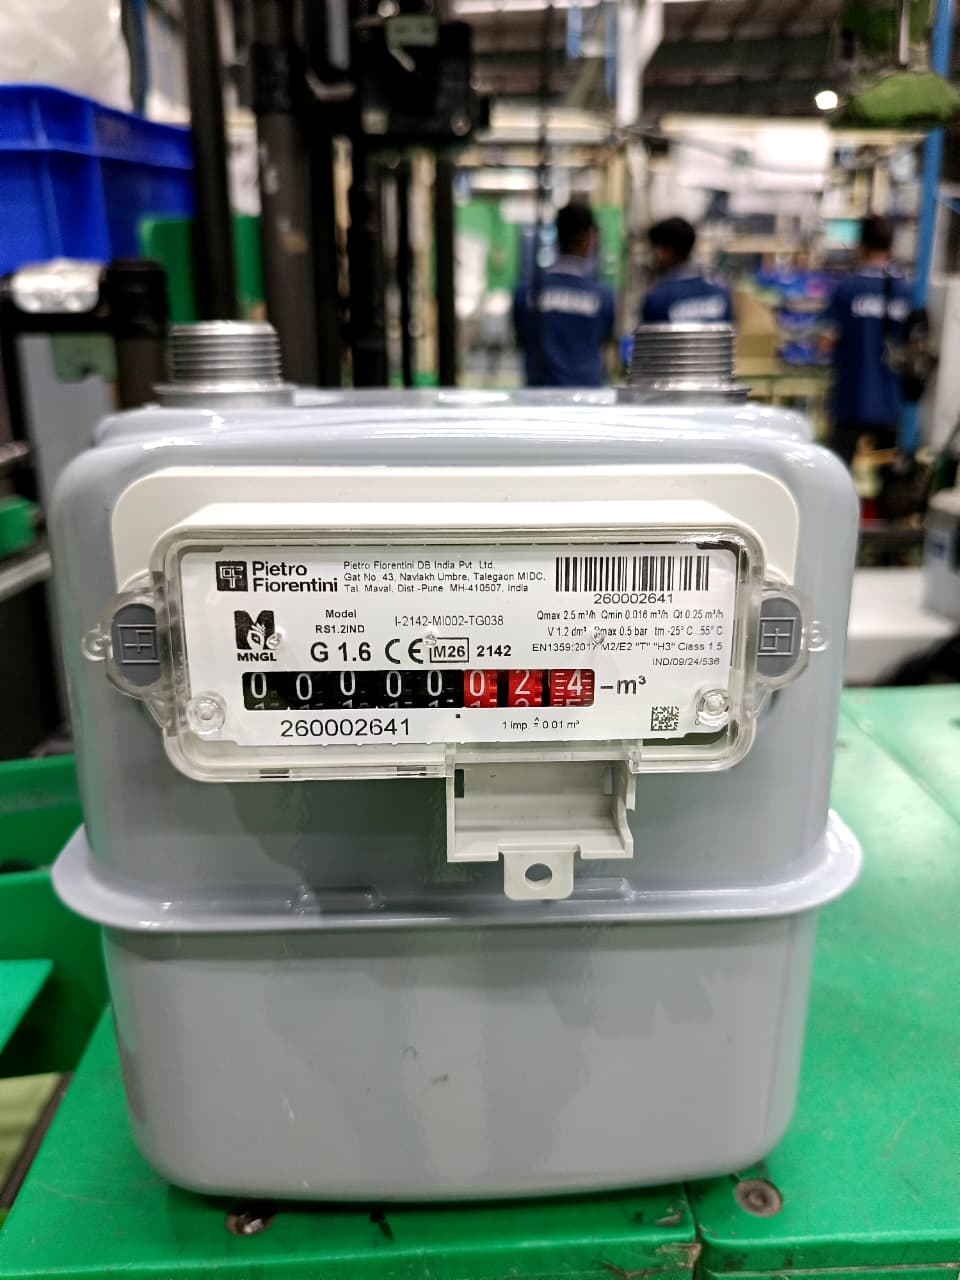 Pietro
Fiorentini
Pietro Fiorentini DB India Pvt. Ltd.
Gat No. 43, Navlakh Umbre, Talegaon MIDC,
Tal. Maval, Dist -Pune MH-410507, India
260002641
MNGL
Model
RS1.2IND
I-2142-MI002-TG038
G 1.6 CE M26 2142
Qmax 2.5 m³/h Qmin 0.016 m³/h Qt 0.25 m³/h
V 1.2 dm³ Pmax 0.5 bar tm -25° C .55° C
EN1359:2017 M2/E2 "T" "H3" Class 1.5
IND/09/24/536
0 0 0 0 0 0 2 4 -m³
260002641
1 imp. ≙ 0.01 m³